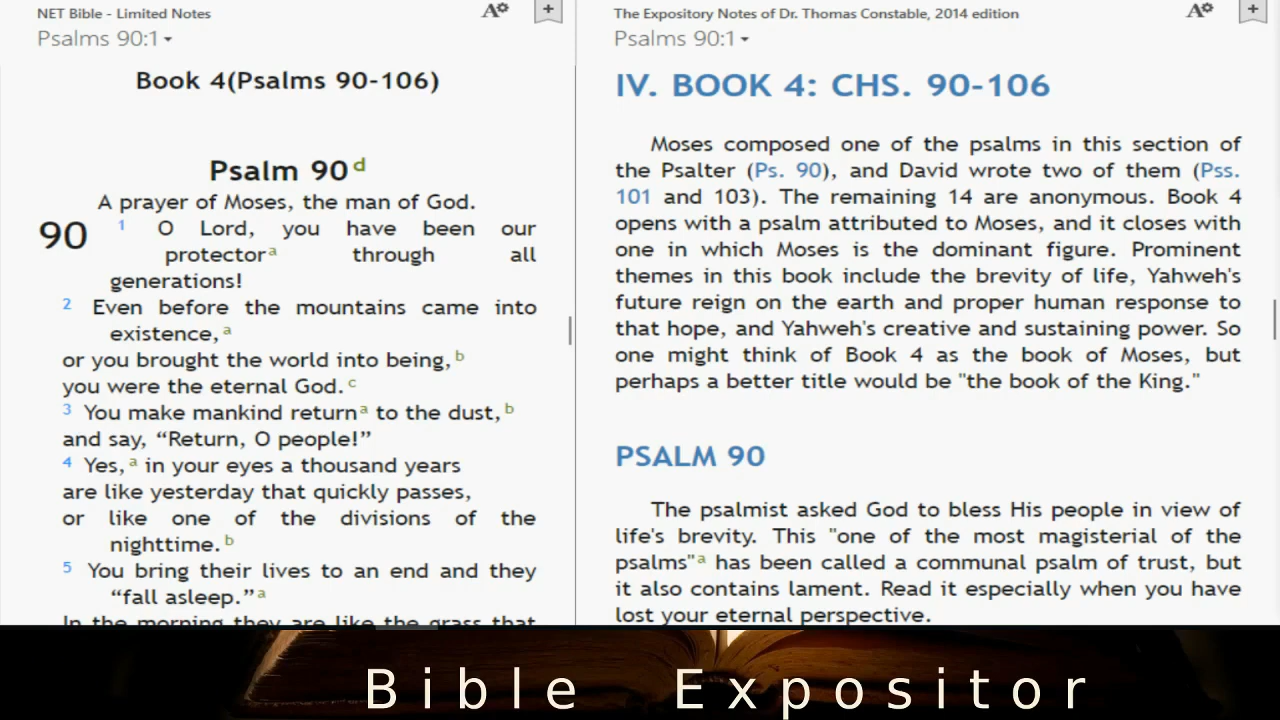 NET Bible - Limited Notes
Psalms 90:1
Book 4(Psalms 90-106)
Psalm 90 d
A prayer of Moses, the man of God.
90 1 O Lord, you have been our
protector a through all
generations!
2 Even before the mountains came into
existence, a
or you brought the world into being, b
you were the eternal God. c
3 You make mankind return a to the dust, b
and say, “Return, O people!”
4 Yes, a in your eyes a thousand years
are like yesterday that quickly passes,
or like one of the divisions of the
nighttime. b
5 You bring their lives to an end and they
“fall asleep.” a
In the morning they are like the grass that
The Expository Notes of Dr. Thomas Constable, 2014 edition
Psalms 90:1
IV. BOOK 4: CHS. 90-106
Moses composed one of the psalms in this section of
the Psalter (Ps. 90), and David wrote two of them (Pss.
101 and 103). The remaining 14 are anonymous. Book 4
opens with a psalm attributed to Moses, and it closes with
one in which Moses is the dominant figure. Prominent
themes in this book include the brevity of life, Yahweh's
future reign on the earth and proper human response to
that hope, and Yahweh's creative and sustaining power. So
one might think of Book 4 as the book of Moses, but
perhaps a better title would be "the book of the King."
PSALM 90
The psalmist asked God to bless His people in view of
life's brevity. This "one of the most magisterial of the
psalms" a has been called a communal psalm of trust, but
it also contains lament. Read it especially when you have
lost your eternal perspective.
Bible Expositor